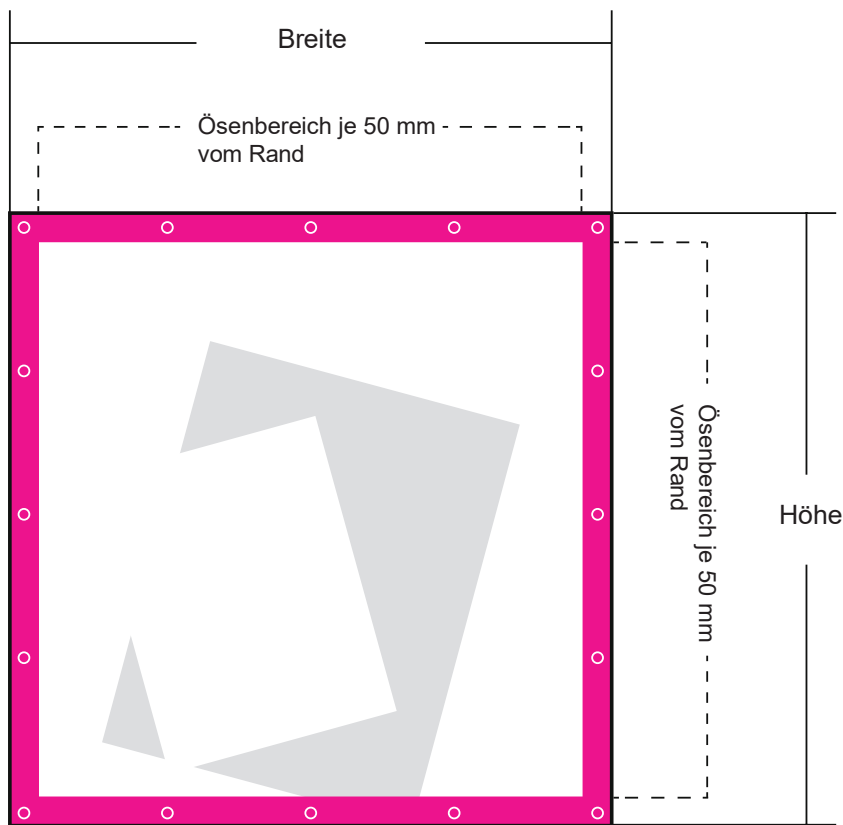 Breite
Ösenbereich je 50 mm
vom Rand
Ösenbereich je 50 mm
vom Rand
Höhe